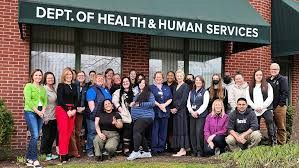 DEPT. OF HEALTH & HUMAN SERVICES